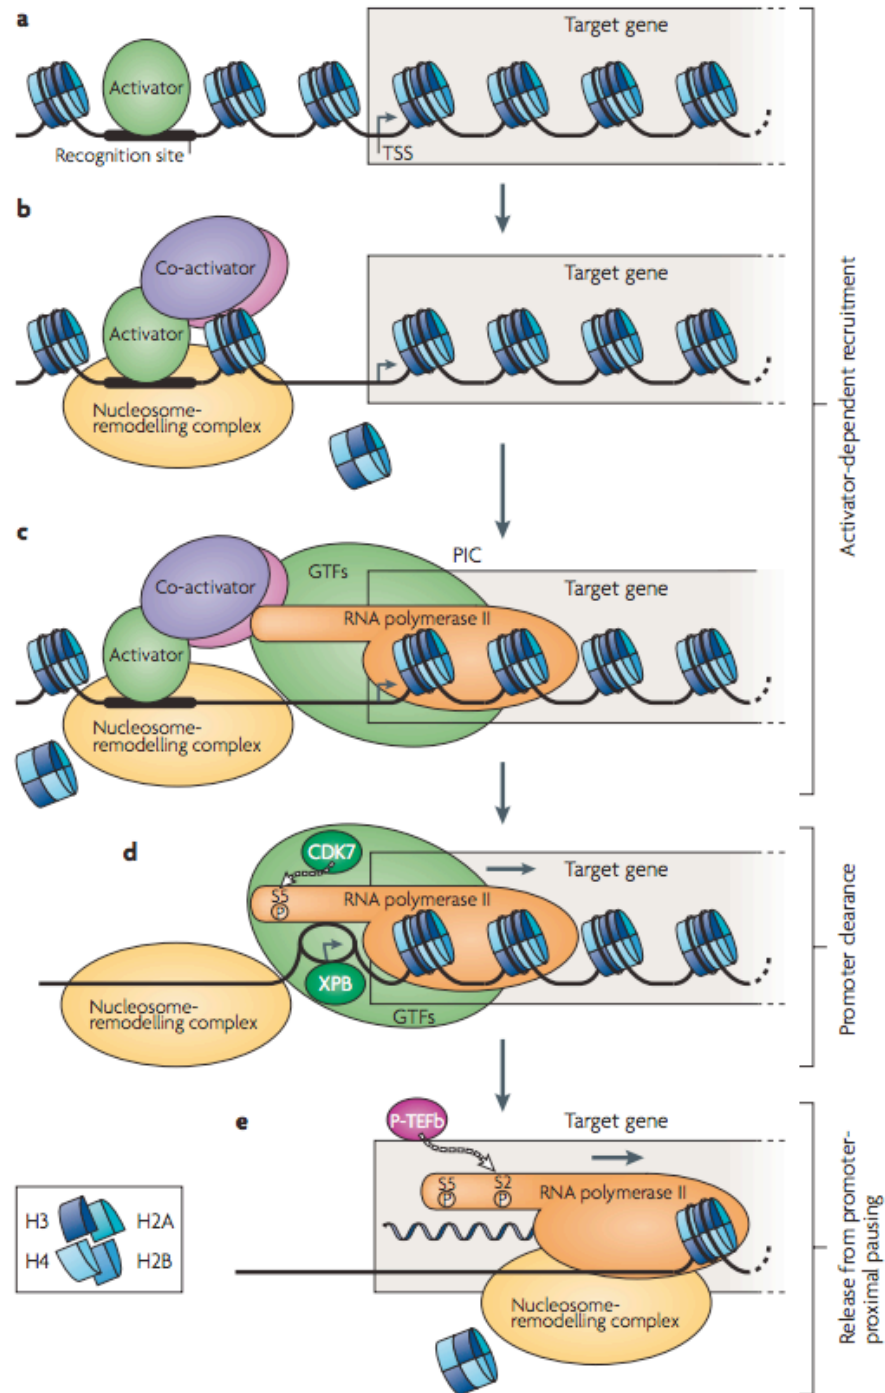 a
Target gene
Activator
Recognition site
TSS
b
Co-activator
Target gene
Activator
Nucleosome-
remodelling complex
Activator-dependent recruitment
c
PIC
GTFs
Co-activator
Target gene
RNA polymerase II
Activator
Nucleosome-
remodelling complex
d
CDK7
Target gene
S5
P
RNA polymerase II
XPB
Nucleosome-
remodelling complex
GTFs
Promoter clearance
e
P-TEFb
Target gene
S5
P
S2
P
RNA polymerase II
Nucleosome-
remodelling complex
Release from promoter-
proximal pausing
H3
H2A
H4
H2B